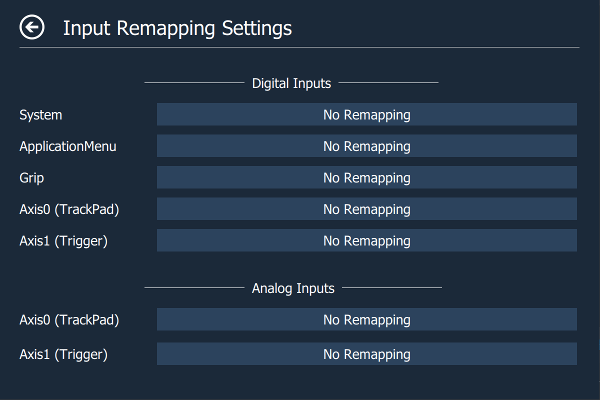 Input Remapping Settings
Digital Inputs
System No Remapping
ApplicationMenu No Remapping
Grip No Remapping
Axis0 (TrackPad) No Remapping
Axis1 (Trigger) No Remapping
Analog Inputs
Axis0 (TrackPad) No Remapping
Axis1 (Trigger) No Remapping